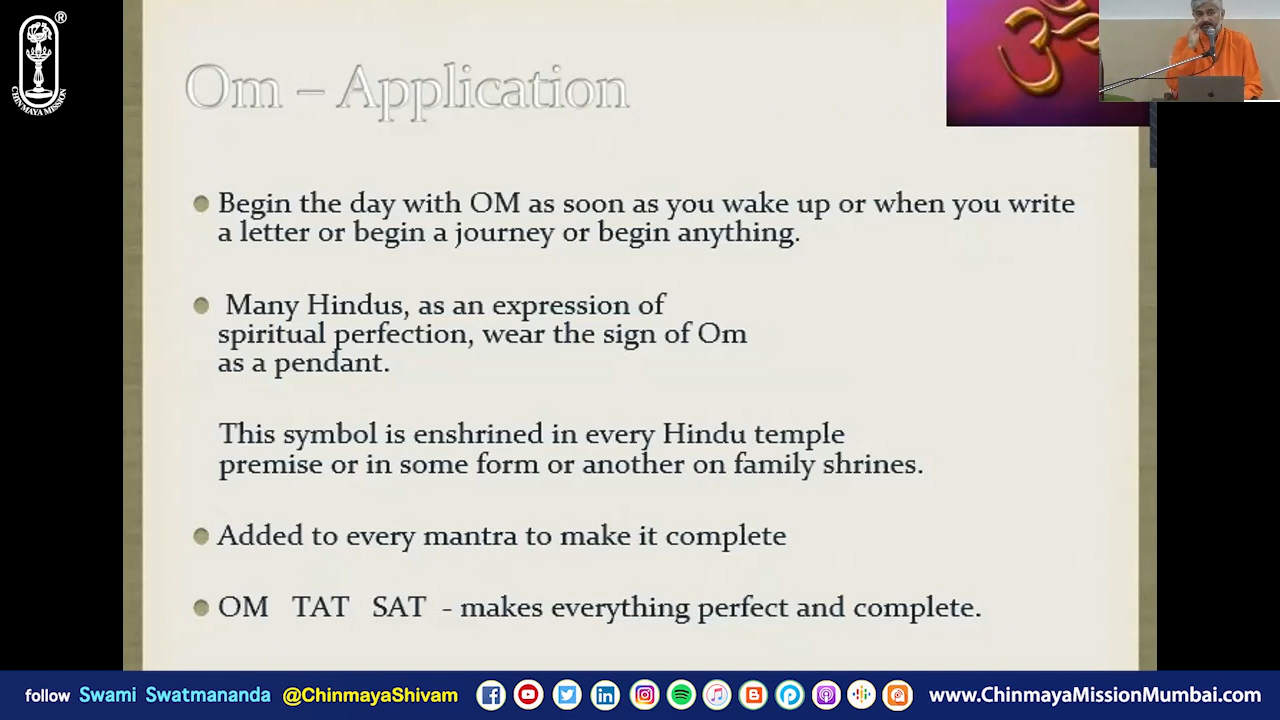 ®
CHINMAYA MISSION
ॐ
Om – Application
Begin the day with OM as soon as you wake up or when you write
a letter or begin a journey or begin anything.
Many Hindus, as an expression of
spiritual perfection, wear the sign of Om
as a pendant.
This symbol is enshrined in every Hindu temple
premise or in some form or another on family shrines.
Added to every mantra to make it complete
OM TAT SAT - makes everything perfect and complete.
follow Swami Swatmananda @ChinmayaShivam www.ChinmayaMissionMumbai.com